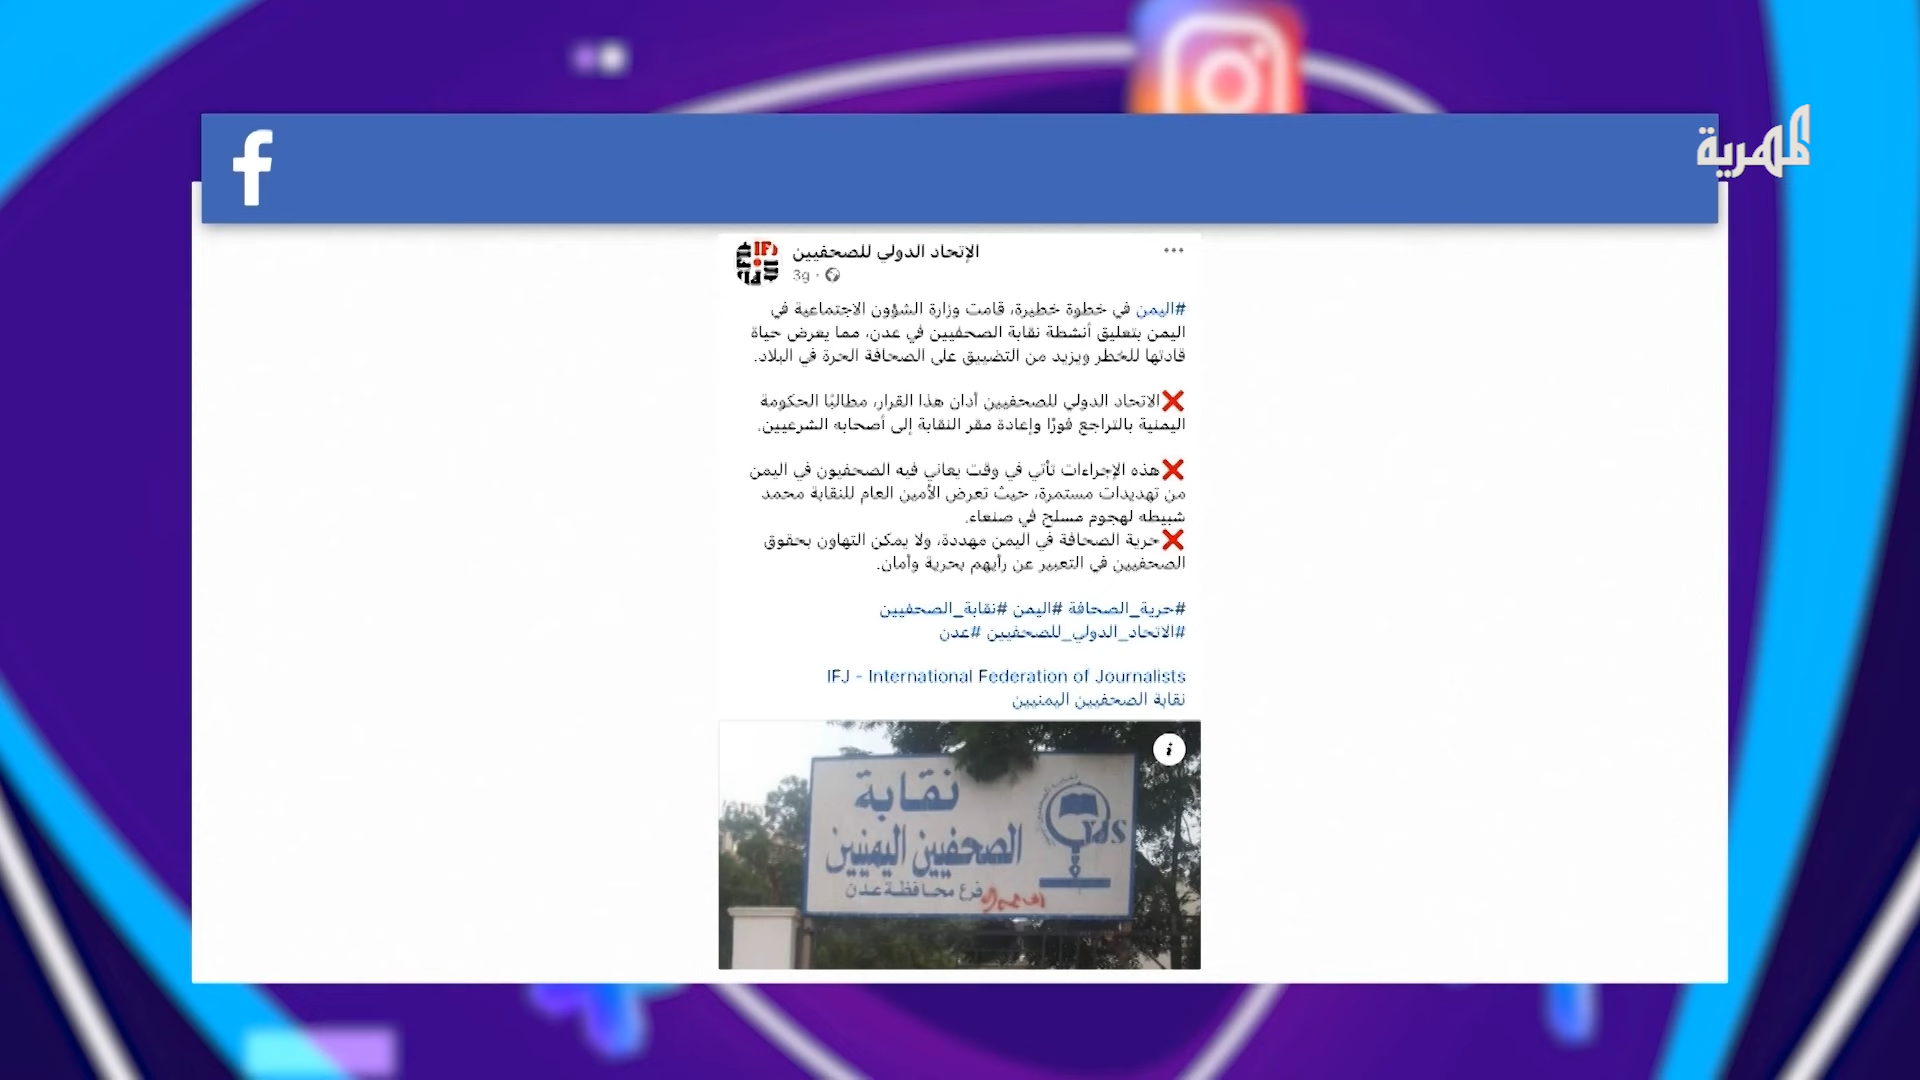 المهرية
f
IFJ
الإتحاد الدولي للصحفيين
3g
#اليمن في خطوة خطيرة، قامت وزارة الشؤون الاجتماعية في
اليمن بتعليق أنشطة نقابة الصحفيين في عدن، مما يعرض حياة
قادتها للخطر ويزيد من التضييق على الصحافة الحرة في البلاد.
❌الاتحاد الدولي للصحفيين أدان هذا القرار، مطالبًا الحكومة
اليمنية بالتراجع فورًا وإعادة مقر النقابة إلى أصحابه الشرعيين.
❌هذه الإجراءات تأتي في وقت يعاني فيه الصحفيون في اليمن
من تهديدات مستمرة، حيث تعرض الأمين العام للنقابة محمد
شبيطه لهجوم مسلح في صنعاء.
❌حرية الصحافة في اليمن مهددة، ولا يمكن التهاون بحقوق
الصحفيين في التعبير عن رأيهم بحرية وأمان.
#حرية_الصحافة #اليمن #نقابة_الصحفيين
#الاتحاد_الدولي_للصحفيين #عدن
IFJ - International Federation of Journalists
نقابة الصحفيين اليمنيين
نقابة
الصحفيين اليمنيين
فرع محافظة عدن
YJS